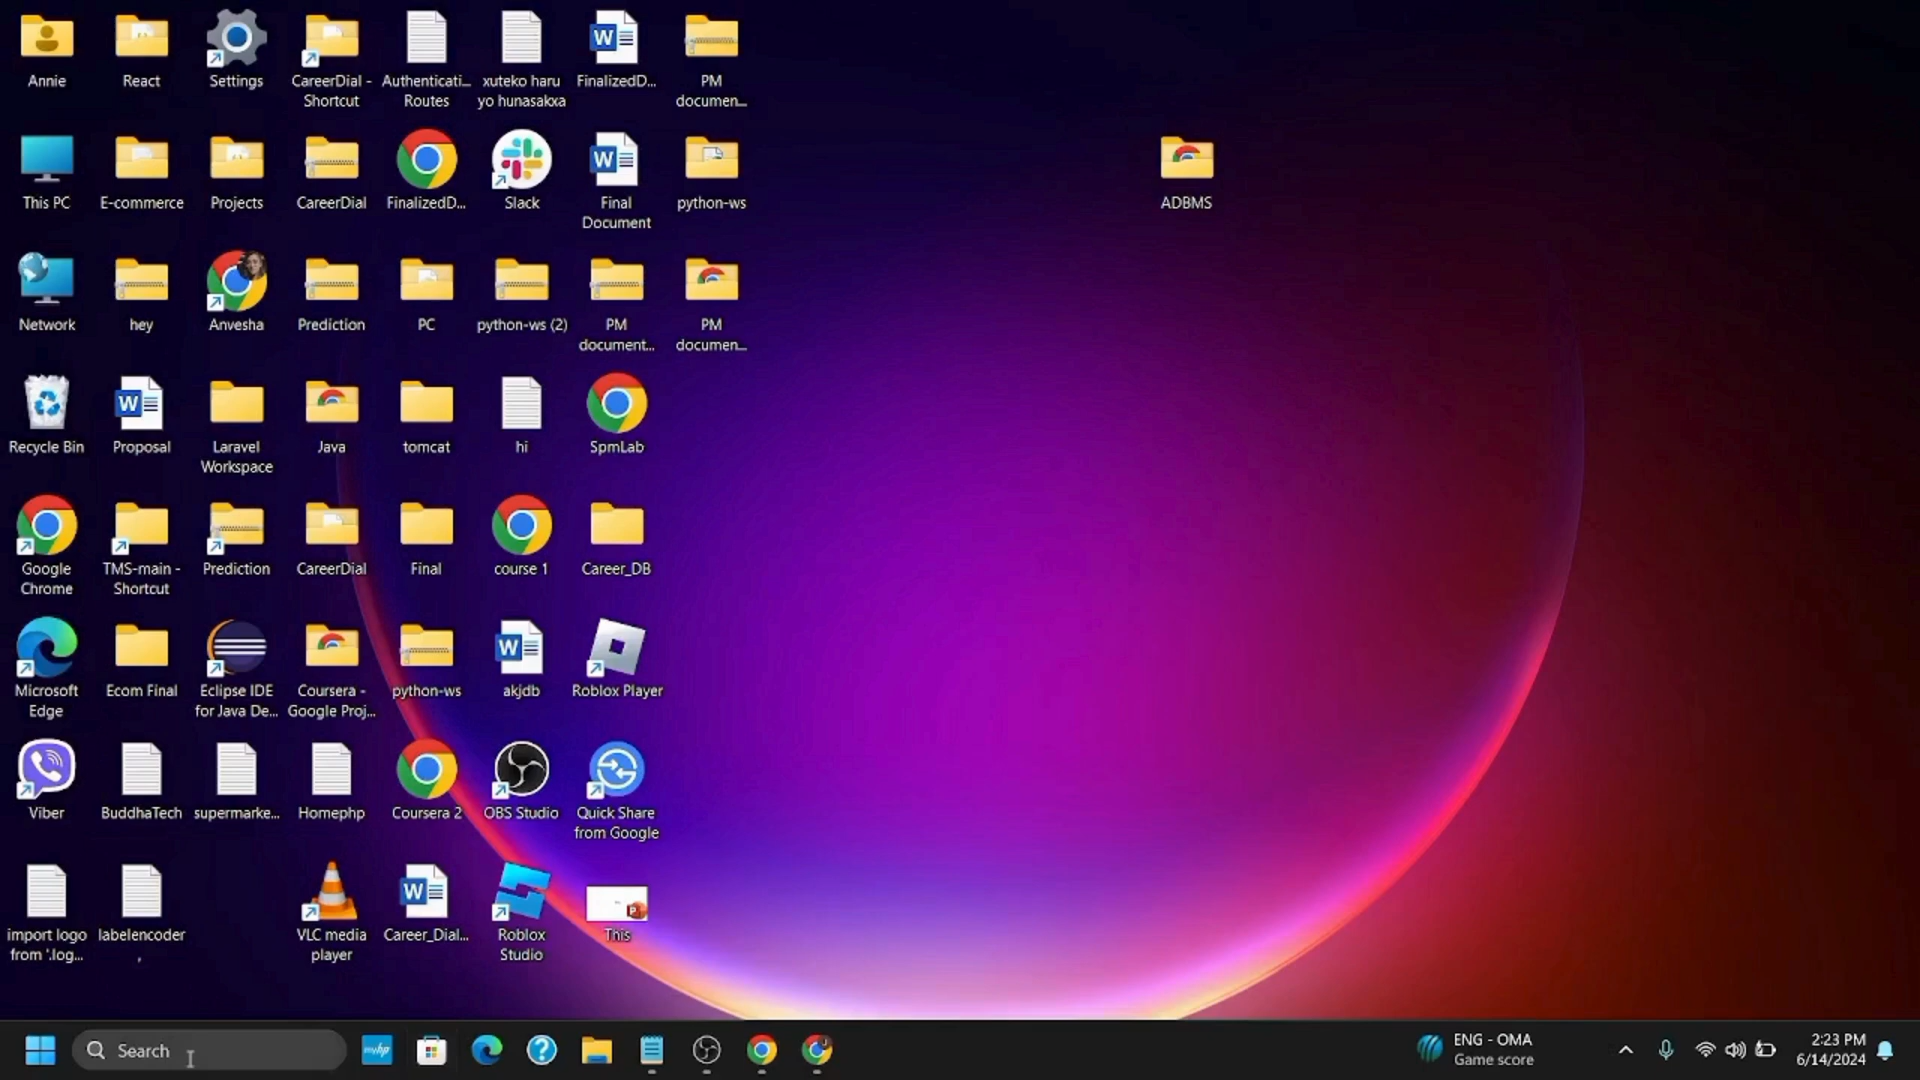 Annie
React
Settings
CareerDial -
Shortcut
Authenticati...
Routes
xuteko haru
yo hunasakxa
FinalizedD...
PM
documen...
This PC
E-commerce
Projects
CareerDial
FinalizedD...
Slack
Final
Document
python-ws
ADBMS
Network
hey
Anvesha
Prediction
PC
python-ws (2)
PM
document...
PM
documen...
Recycle Bin
Proposal
Laravel
Workspace
Java
tomcat
hi
SpmLab
Google
Chrome
TMS-main -
Shortcut
Prediction
CareerDial
Final
course 1
Career_DB
Microsoft
Edge
Ecom Final
Eclipse IDE
for Java De...
Coursera -
Google Proj...
python-ws
akjdb
Roblox Player
Viber
BuddhaTech
supermarke...
Homephp
Coursera 2
OBS Studio
Quick Share
from Google
import logo
from '.log...
labelencoder
,
VLC media
player
Career_Dial...
Roblox
Studio
This
Search
myhp
ENG - OMA
Game score
2:23 PM
6/14/2024